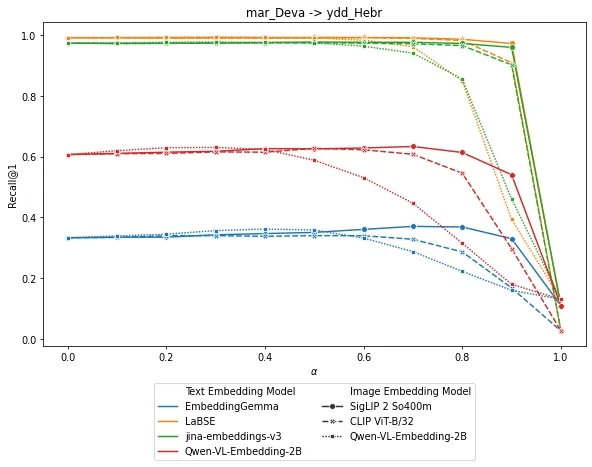 mar_Deva -> ydd_Hebr
Recall@1
1.0
0.8
0.6
0.4
0.2
0.0
0.0 0.2 0.4 0.6 0.8 1.0
α
Text Embedding Model
EmbeddingGemma
LaBSE
jina-embeddings-v3
Qwen-VL-Embedding-2B
Image Embedding Model
SigLIP 2 So400m
CLIP ViT-B/32
Qwen-VL-Embedding-2B